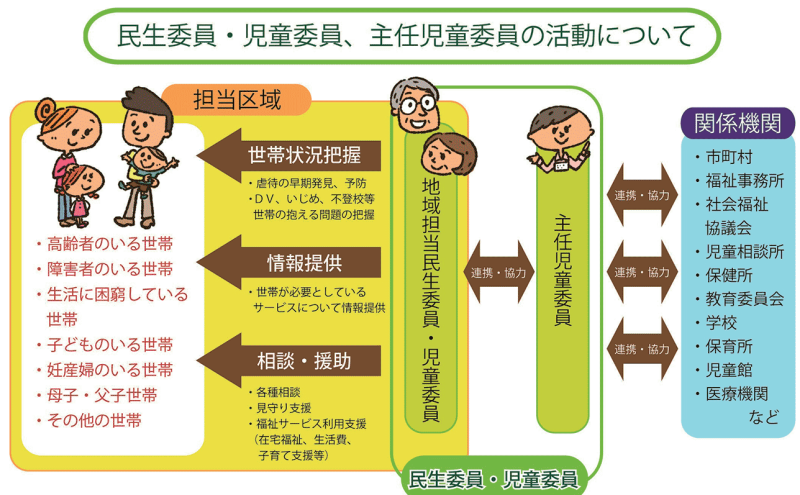 民生委員・児童委員、主任児童委員の活動について
担当区域
・高齢者のいる世帯
・障害者のいる世帯
・生活に困窮している
世帯
・子どものいる世帯
・妊産婦のいる世帯
・母子・父子世帯
・その他の世帯
世帯状況把握
・虐待の早期発見、予防
・DV、いじめ、不登校等
世帯の抱える問題の把握
情報提供
・世帯が必要としている
サービスについて情報提供
相談・援助
・各種相談
・見守り支援
・福祉サービス利用支援
(在宅福祉、生活費、
子育て支援等)
地域担当民生委員・児童委員
連携・協力
主任児童委員
民生委員・児童委員
連携・協力
連携・協力
連携・協力
関係機関
・市町村
・福祉事務所
・社会福祉
協議会
・児童相談所
・保健所
・教育委員会
・学校
・保育所
・児童館
・医療機関
など